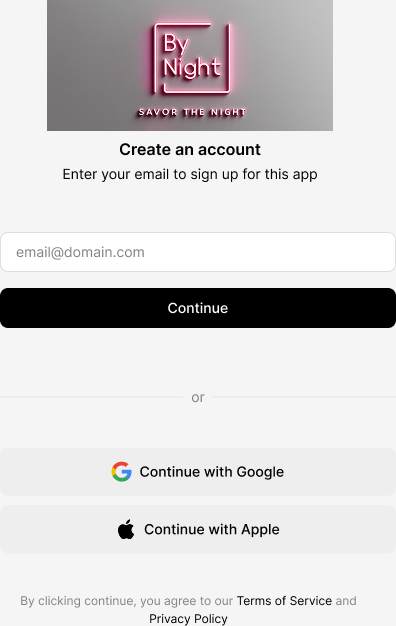 By
Night
SAVOR THE NIGHT
Create an account
Enter your email to sign up for this app
email@domain.com
Continue
or
Continue with Google
Continue with Apple
By clicking continue, you agree to our Terms of Service and
Privacy Policy